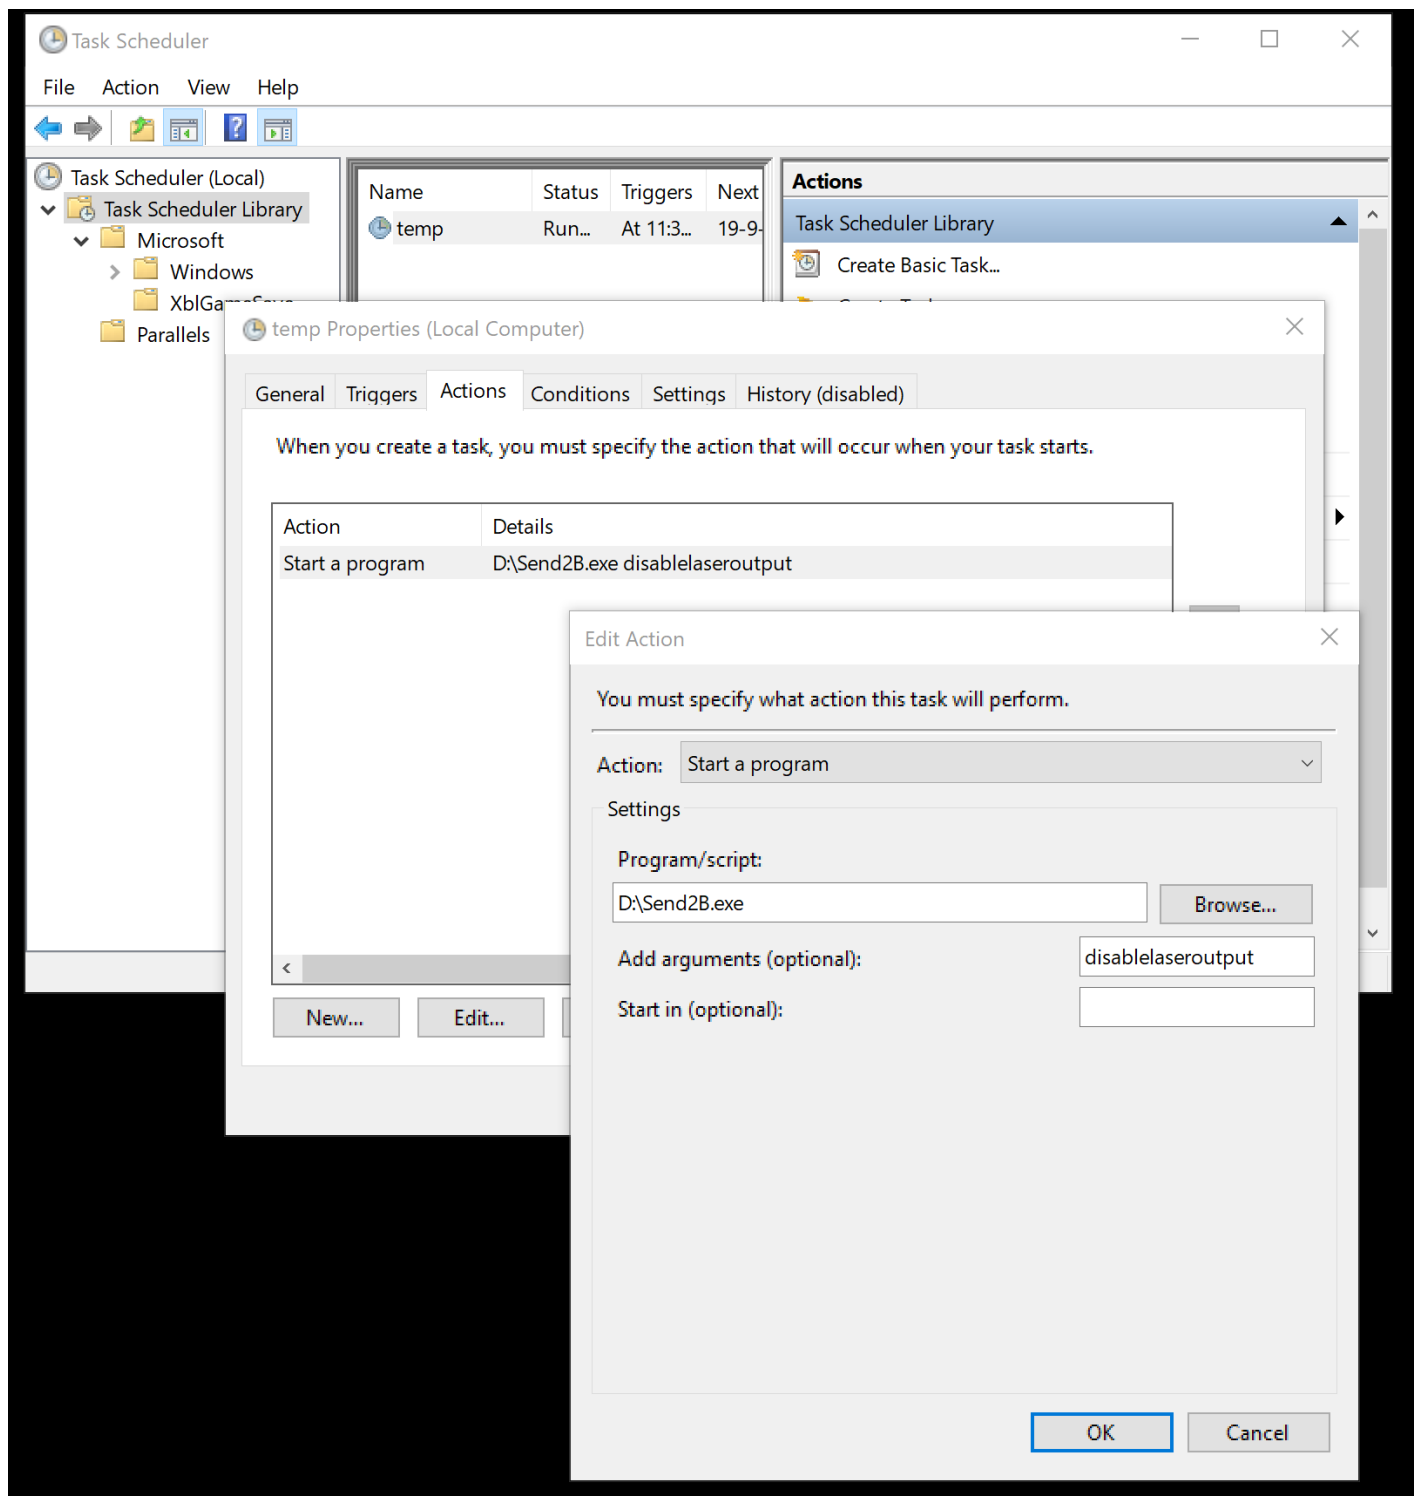 Task Scheduler
File Action View Help
Task Scheduler (Local)
Task Scheduler Library
Microsoft
Windows
Parallels
Name Status Triggers Next
temp Run... At 11:3... 19-9-
Actions
Task Scheduler Library
Create Basic Task...
temp Properties (Local Computer)
General Triggers Actions Conditions Settings History (disabled)
When you create a task, you must specify the action that will occur when your task starts.
Action Details
Start a program D:\Send2B.exe disablelaseroutput
New... Edit...
Edit Action
You must specify what action this task will perform.
Action: Start a program
Settings
Program/script:
D:\Send2B.exe Browse...
Add arguments (optional): disablelaseroutput
Start in (optional):
OK Cancel